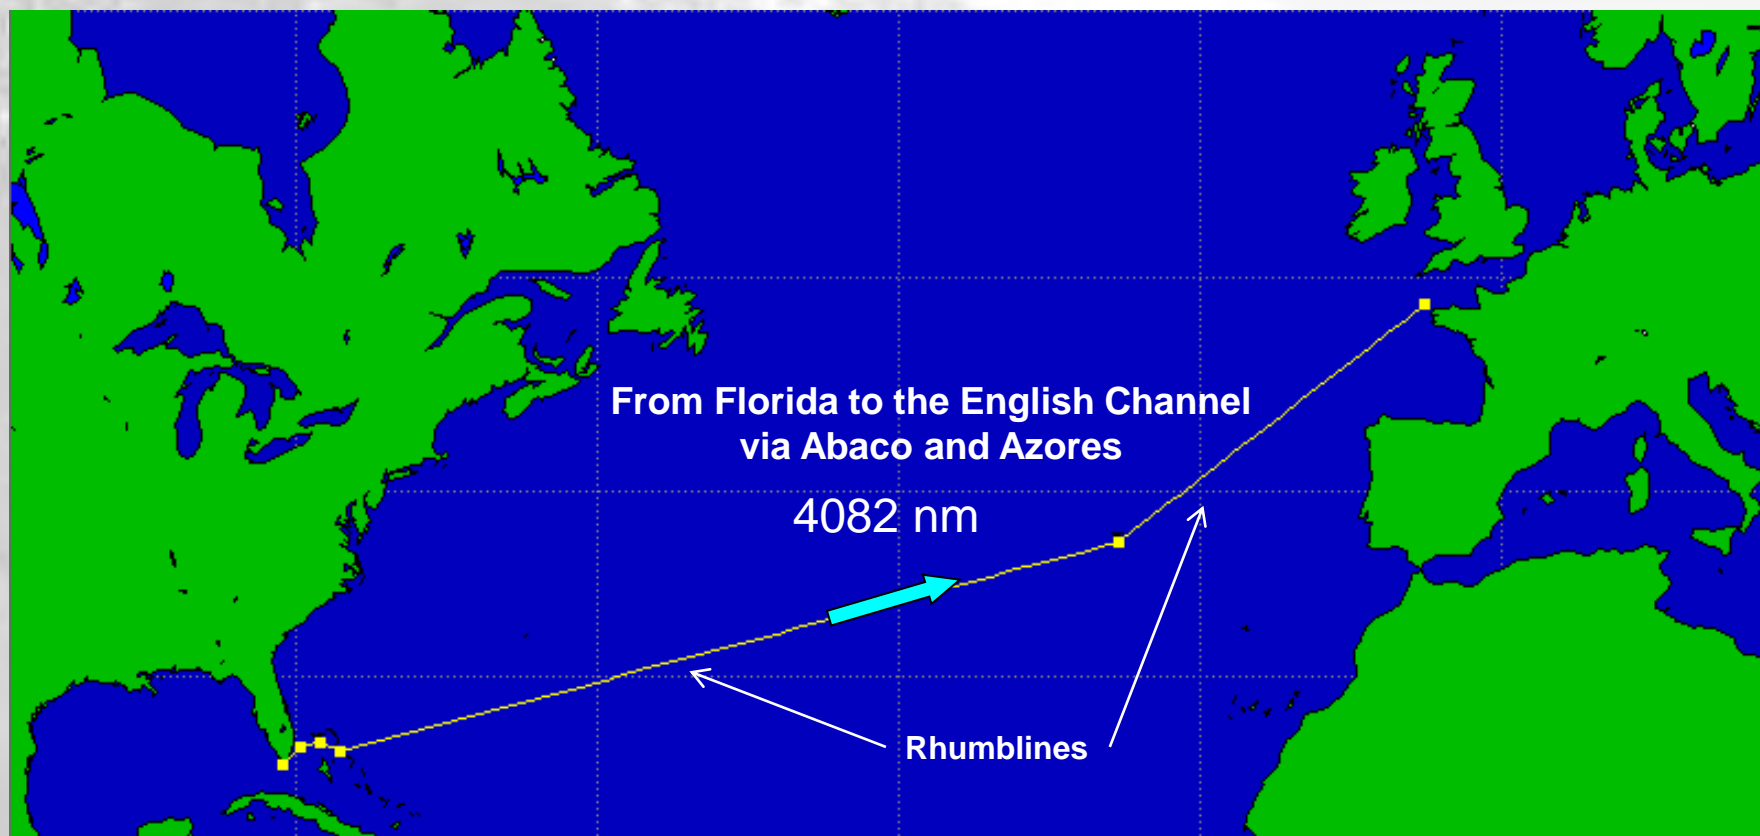 From Florida to the English Channel
via Abaco and Azores
4082 nm
Rhumblines